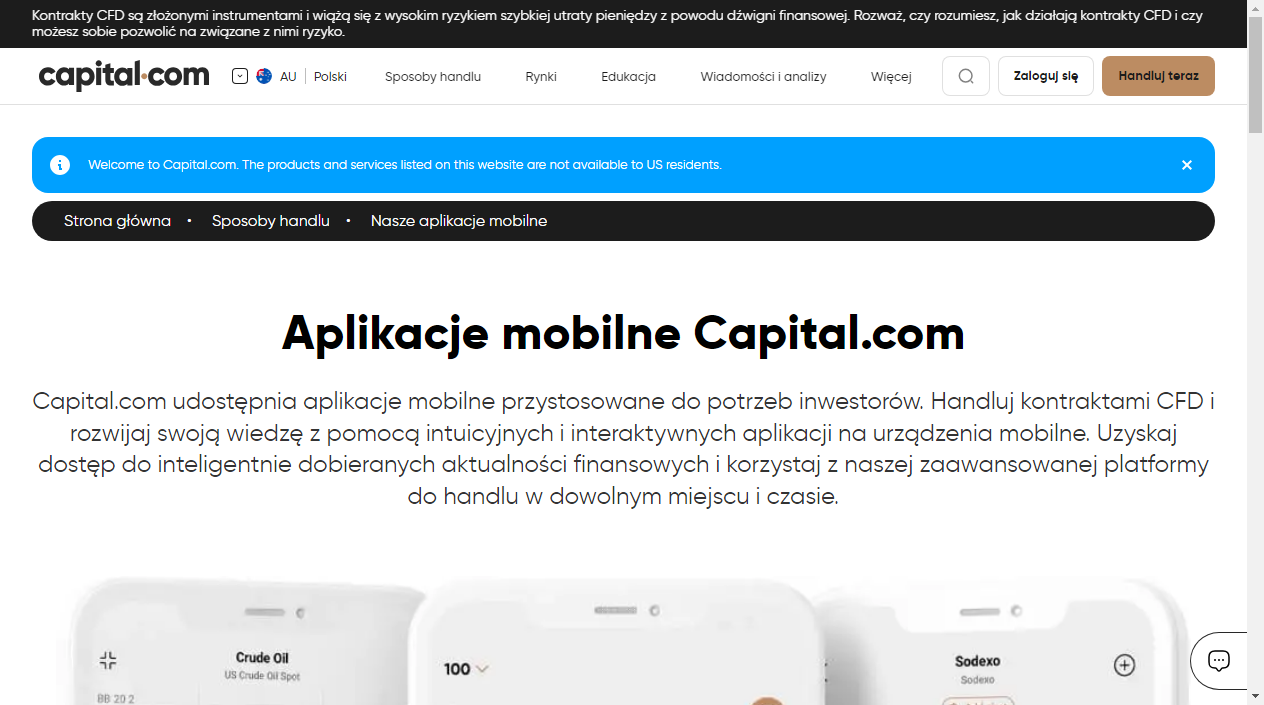 Kontrakty CFD są złożonymi instrumentami i wiążą się z wysokim ryzykiem szybkiej utraty pieniędzy z powodu dźwigni finansowej. Rozważ, czy rozumiesz, jak działają kontrakty CFD i czy
możesz sobie pozwolić na związane z nimi ryzyko.
capital.com
AU
Polski
Sposoby handlu
Rynki
Edukacja
Wiadomości i analizy
Więcej
Zaloguj się
Handluj teraz
Welcome to Capital.com. The products and services listed on this website are not available to US residents.
Strona główna • Sposoby handlu • Nasze aplikacje mobilne
Aplikacje mobilne Capital.com
Capital.com udostępnia aplikacje mobilne przystosowane do potrzeb inwestorów. Handluj kontraktami CFD i
rozwijaj swoją wiedzę z pomocą intuicyjnych i interaktywnych aplikacji na urządzenia mobilne. Uzyskaj
dostęp do inteligentnie dobieranych aktualności finansowych i korzystaj z naszej zaawansowanej platformy
do handlu w dowolnym miejscu i czasie.
Crude Oil
US Crude Oil Spot
BB 20 2
100
Sodexo
Sodexo